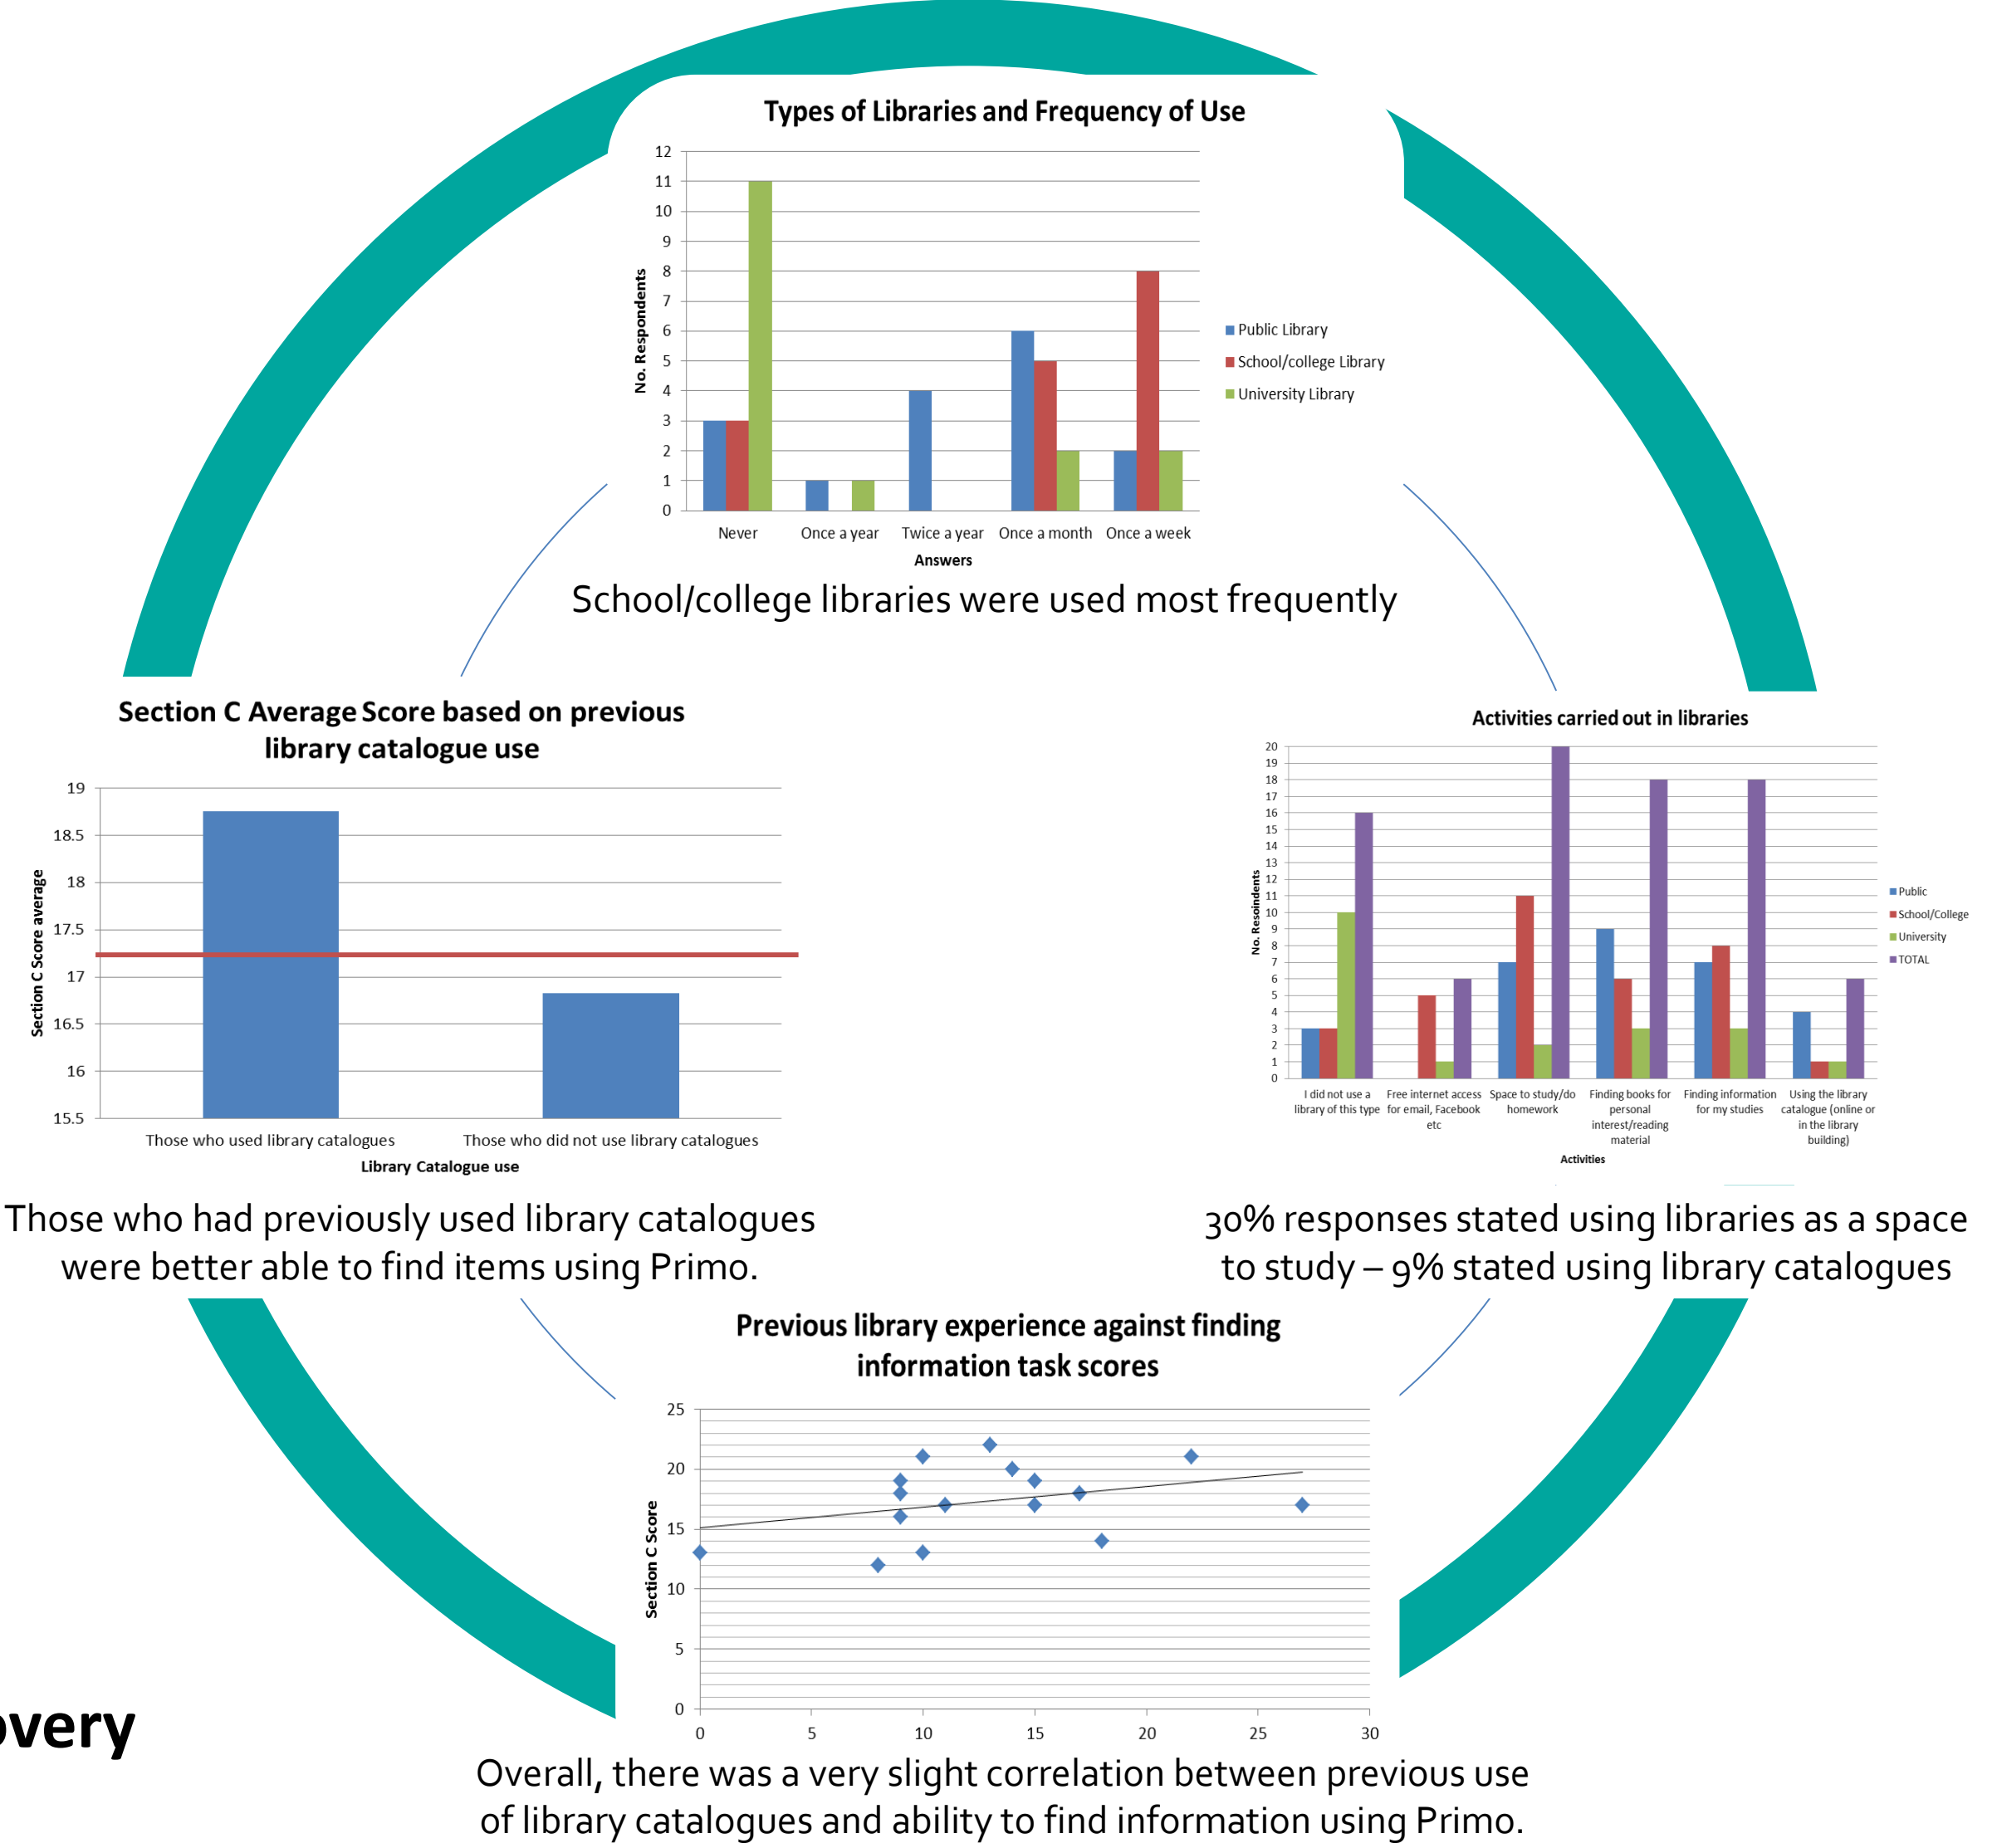 Types of Libraries and Frequency of Use
12
11
10
9
8
7
6
5
4
3
2
1
0
No. Respondents
Never
Once a year
Twice a year
Once a month
Once a week
Answers
Public Library
School/college Library
University Library
School/college libraries were used most frequently
Section C Average Score based on previous
library catalogue use
19
18.5
18
17.5
17
16.5
16
15.5
Section C Score average
Those who used library catalogues
Those who did not use library catalogues
Library Catalogue use
Those who had previously used library catalogues
were better able to find items using Primo.
Activities carried out in libraries
20
19
18
17
16
15
14
13
12
11
10
9
8
7
6
5
4
3
2
1
0
No. Resoindents
I did not use a
library of this type
Free internet access
for email, Facebook
etc
Space to study/do
homework
Finding books for
personal
interest/reading
material
Finding information
for my studies
Using the library
catalogue (online or
in the library
building)
Activities
Public
School/College
University
TOTAL
30% responses stated using libraries as a space
to study – 9% stated using library catalogues
Previous library experience against finding
information task scores
25
20
15
10
5
0
Section C Score
0
5
10
15
20
25
30
Overall, there was a very slight correlation between previous use
of library catalogues and ability to find information using Primo.
overy